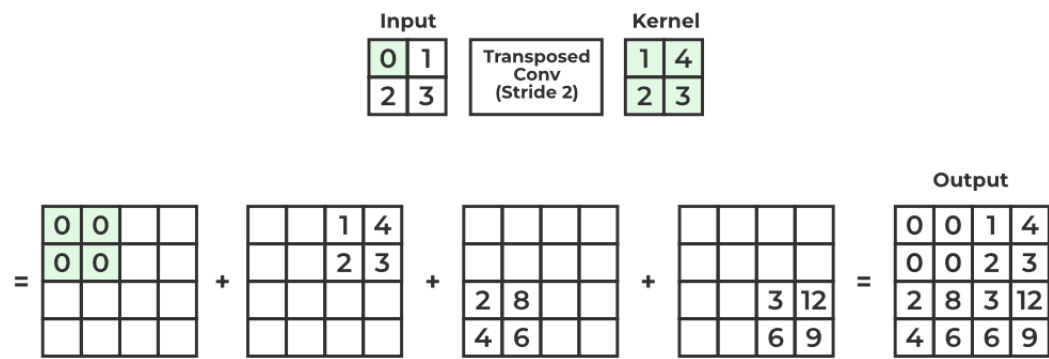 Input
Kernel
0 1
2 3
Transposed
Conv
(Stride 2)
1 4
2 3
Output
0 0
0 0
1 4
2 3
2 8
4 6
3 12
6 9
0 0 1 4
0 0 2 3
2 8 3 12
4 6 6 9
= + + + =